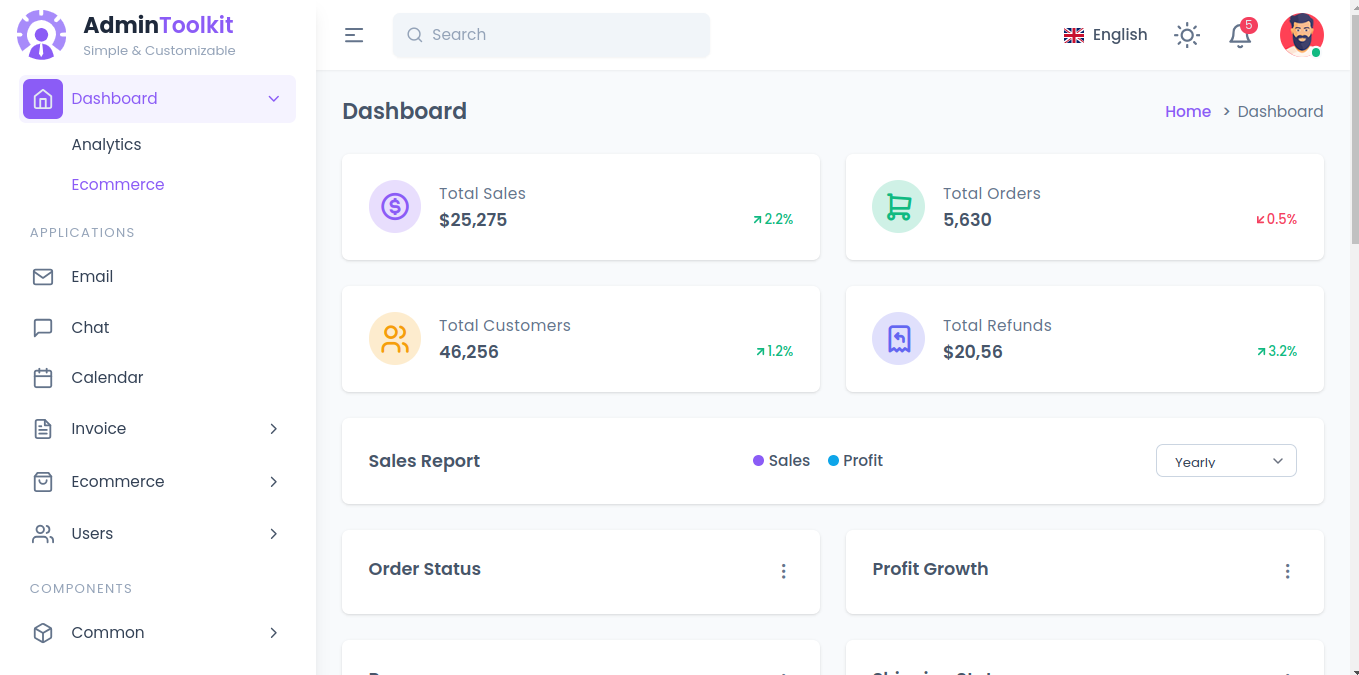 AdminToolkit
Simple & Customizable
Dashboard
Analytics
Ecommerce
APPLICATIONS
Email
Chat
Calendar
Invoice
Ecommerce
Users
COMPONENTS
Common
Search
English
5
Dashboard
Home > Dashboard
Total Sales
$25,275
2.2%
Total Orders
5,630
0.5%
Total Customers
46,256
1.2%
Total Refunds
$20,56
3.2%
Sales Report
Sales
Profit
Yearly
Order Status
Profit Growth